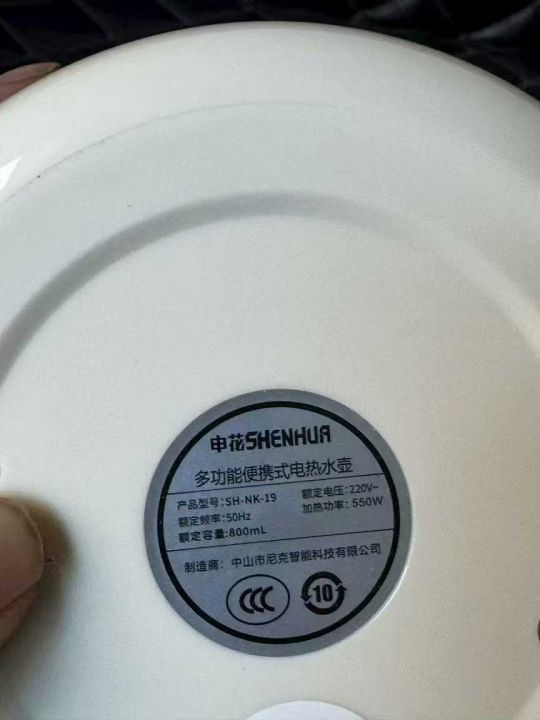 申花SHENHUA
多功能便携式电热水壶
产品型号:SH-NK-19 额定电压:220V~
额定频率:50Hz 加热功率:550W
额定容量:800mL
制造商:中山市尼克智能科技有限公司
CCC 10